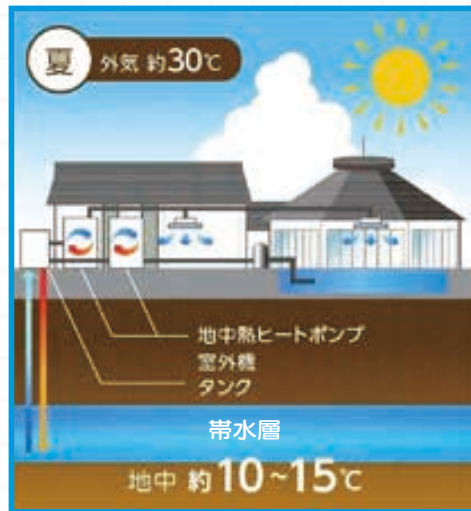 夏 外気 約30℃
地中熱ヒートポンプ
室外機
タンク
帯水層
地中 約10~15℃